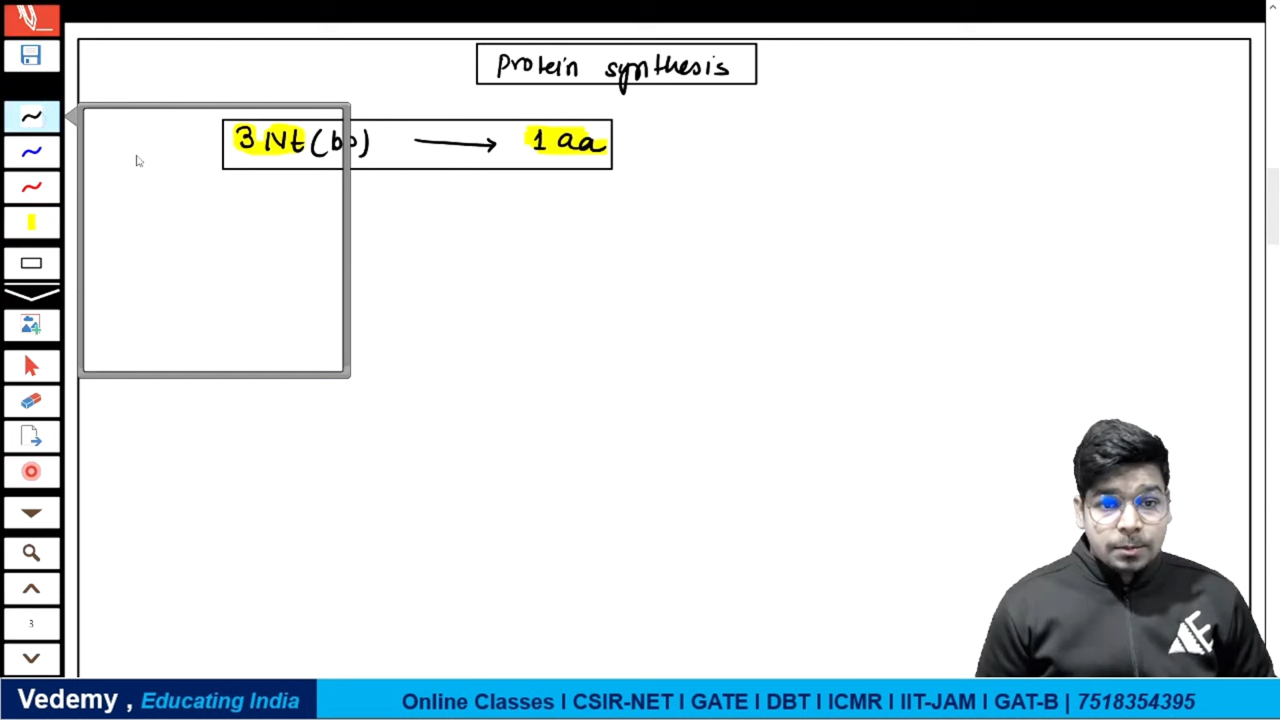 Protein synthesis
3 Nt (bp) → 1 aa
3
Vedemy , Educating India
Online Classes I CSIR-NET I GATE I DBT I ICMR I IIT-JAM I GAT-B | 7518354395